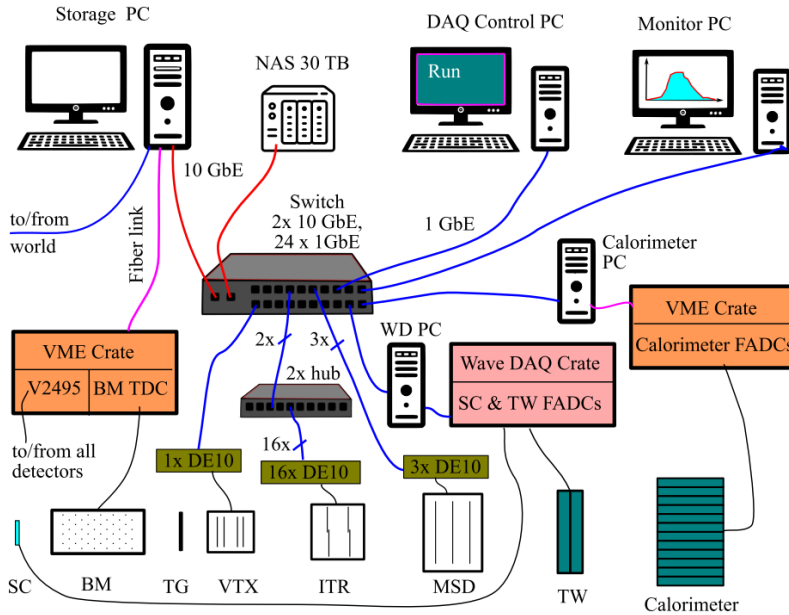 Storage PC
NAS 30 TB
DAQ Control PC
Monitor PC
Run
10 GbE
to/from
world
Fiber link
Switch
2x 10 GbE,
24 x 1GbE
1 GbE
Calorimeter
PC
VME Crate
V2495
BM TDC
2x
3x
WD PC
2x hub
Wave DAQ Crate
SC & TW FADCs
VME Crate
Calorimeter FADCs
to/from all
detectors
16x
1x DE10
16x DE10
3x DE10
SC
BM
TG
VTX
ITR
MSD
TW
Calorimeter